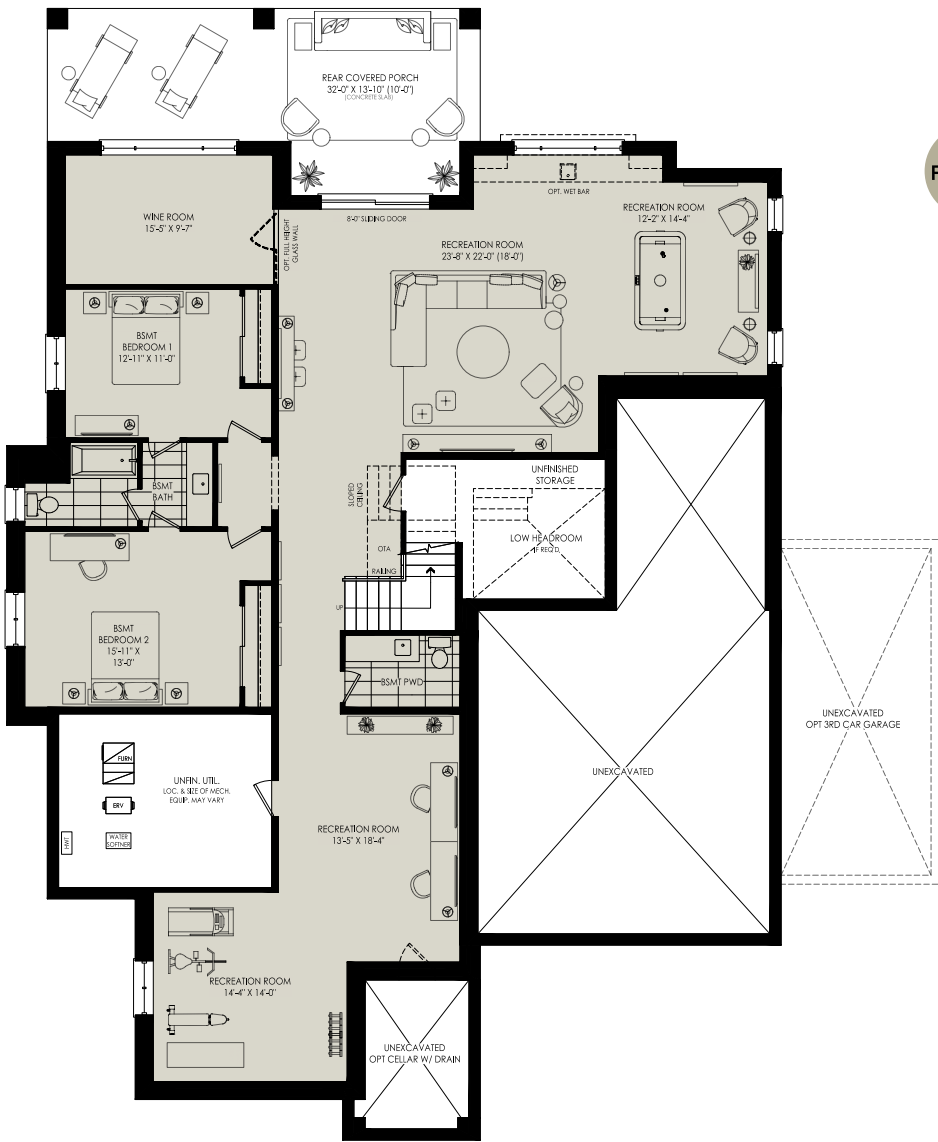 REAR COVERED PORCH
32'-0" X 13'-10" (10'-0")
(CONCRETE SLAB)
WINE ROOM
15'-5" X 9'-7"
OPT. FULL HEIGHT
GLASS WALL
8'-0" SLIDING DOOR
OPT. WET BAR
RECREATION ROOM
12'-2" X 14'-4"
RECREATION ROOM
23'-8" X 22'-0" (18'-0")
BSMT
BEDROOM 1
12'-11" X 11'-0"
BSMT
BATH
SLOPED
CEILING
UNFINISHED
STORAGE
LOW HEADROOM
IF REQ'D
OTA
RAILING
UP
BSMT
BEDROOM 2
15'-11" X
13'-0"
BSMT PWD
UNEXCAVATED
OPT 3RD CAR GARAGE
UNEXCAVATED
FURN
ERV
HWT
WATER
SOFTNER
UNFIN. UTIL.
LOC. & SIZE OF MECH.
EQUIP. MAY VARY
RECREATION ROOM
13'-5" X 18'-4"
RECREATION ROOM
14'-4" X 14'-0"
UNEXCAVATED
OPT CELLAR W/ DRAIN